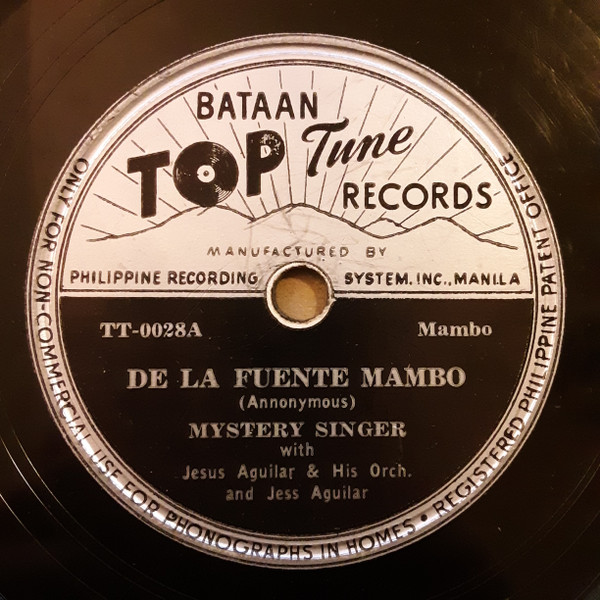 BATAAN
TOP Tune
RECORDS
MANUFACTURED BY
PHILIPPINE RECORDING SYSTEM, INC., MANILA
TT-0028A Mambo
DE LA FUENTE MAMBO
(Annonymous)
MYSTERY SINGER
with
Jesus Aguilar & His Orch.
and Jess Aguilar
ONLY FOR NON-COMMERCIAL USE FOR PHONOGRAPHS IN HOMES • REGISTERED PHILIPPINE PATENT OFFICE